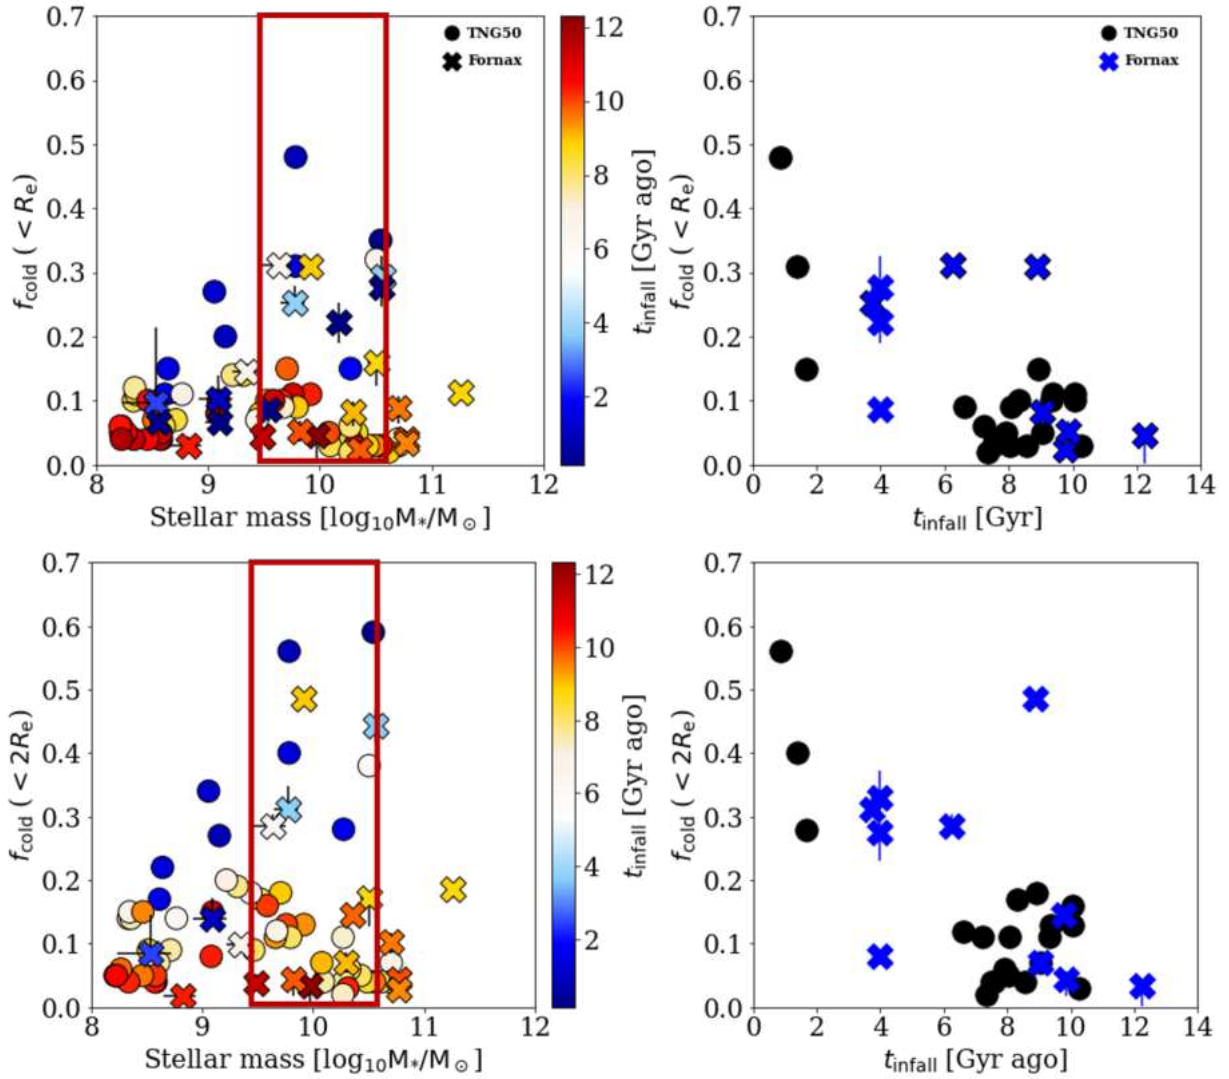 0.7
0.6
0.5
0.4
0.3
0.2
0.1
0.0
f_cold (< R_e)
8 9 10 11 12
Stellar mass [log₁₀M*/M⊙]
TNG50
Fornax
12
10
8
6
4
2
t_infall [Gyr ago]
0.7
0.6
0.5
0.4
0.3
0.2
0.1
0.0
f_cold (< R_e)
TNG50
Fornax
0 2 4 6 8 10 12 14
t_infall [Gyr]
0.7
0.6
0.5
0.4
0.3
0.2
0.1
0.0
f_cold (< 2R_e)
8 9 10 11 12
Stellar mass [log₁₀M*/M⊙]
12
10
8
6
4
2
t_infall [Gyr ago]
0.7
0.6
0.5
0.4
0.3
0.2
0.1
0.0
f_cold (< 2R_e)
0 2 4 6 8 10 12 14
t_infall [Gyr ago]